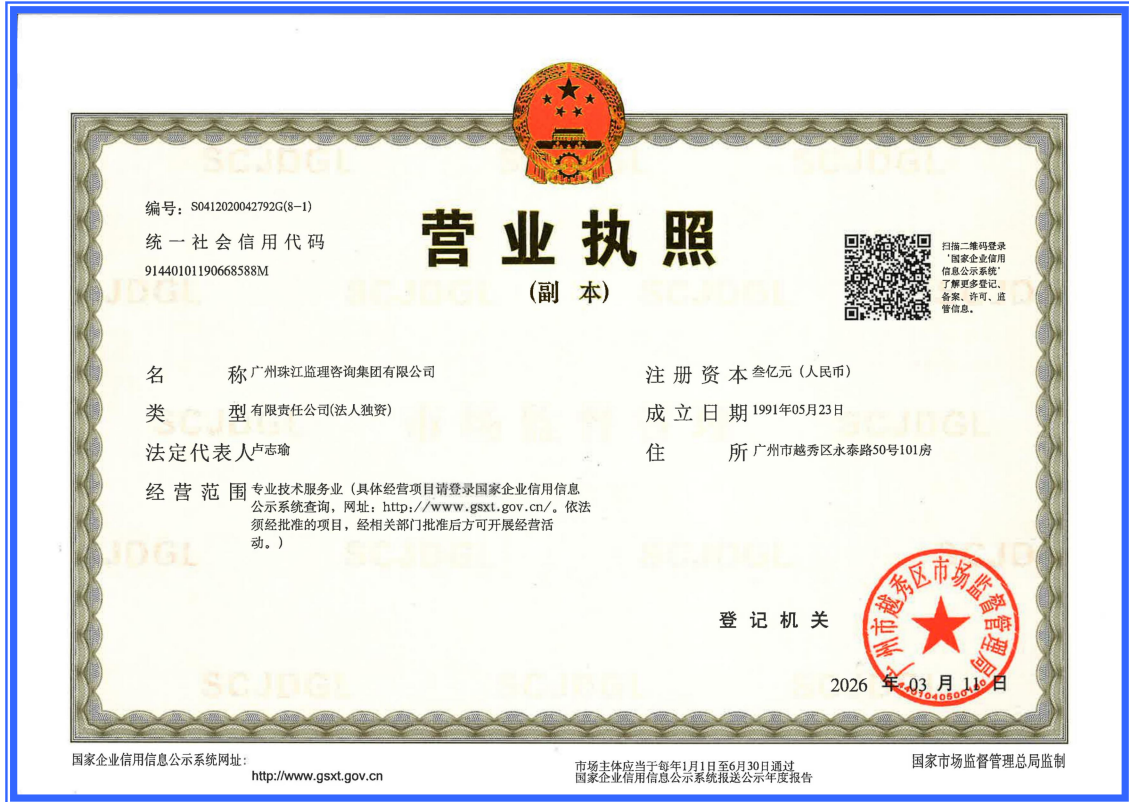 编号：S0412020042792G(8-1)
统一社会信用代码
91440101190668588M
营业执照
(副 本)
扫描二维码登录
‘国家企业信用
信息公示系统’
了解更多登记、
备案、许可、监
管信息。
名 称 广州珠江监理咨询集团有限公司
类 型 有限责任公司(法人独资)
法定代表人 卢志瑜
经营范围 专业技术服务业（具体经营项目请登录国家企业信用信息
公示系统查询，网址：http://www.gsxt.gov.cn/。依法
须经批准的项目，经相关部门批准后方可开展经营活
动。）
注册资本 叁亿元（人民币）
成立日期 1991年05月23日
住 所 广州市越秀区永泰路50号101房
登记机关
广州市越秀区市场监督管理局
2026 年 03 月 11 日
国家企业信用信息公示系统网址：
http://www.gsxt.gov.cn
市场主体应当于每年1月1日至6月30日通过
国家企业信用信息公示系统报送公示年度报告
国家市场监督管理总局监制
SCJDGL